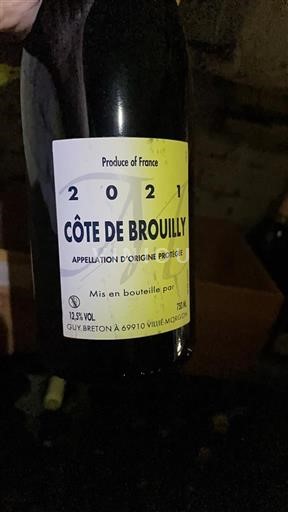 Produce of France
2021
CÔTE DE BROUILLY
APPELLATION D'ORIGINE PROTÉGÉE
Mis en bouteille par
12,5% VOL.
750 ML
GUY BRETON À 69910 VILLIÉ-MORGON